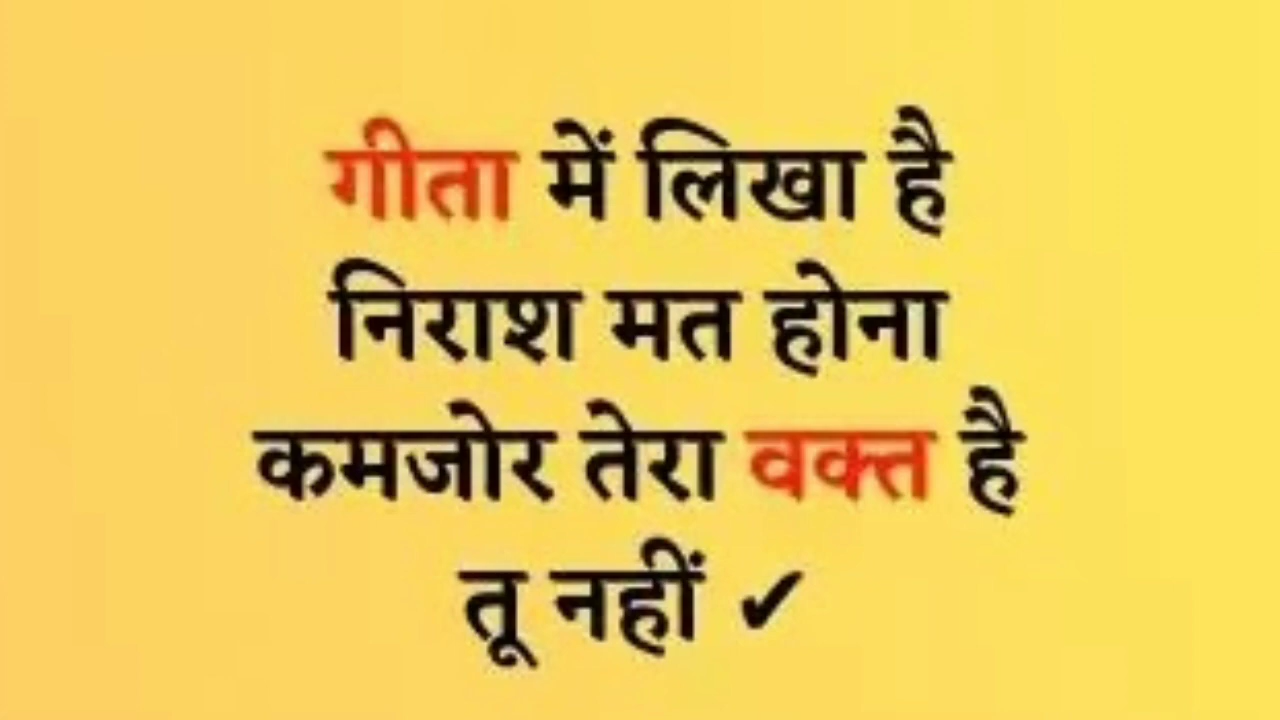 गीता में लिखा है
निराश मत होना
कमजोर तेरा वक्त है
तू नहीं ✔